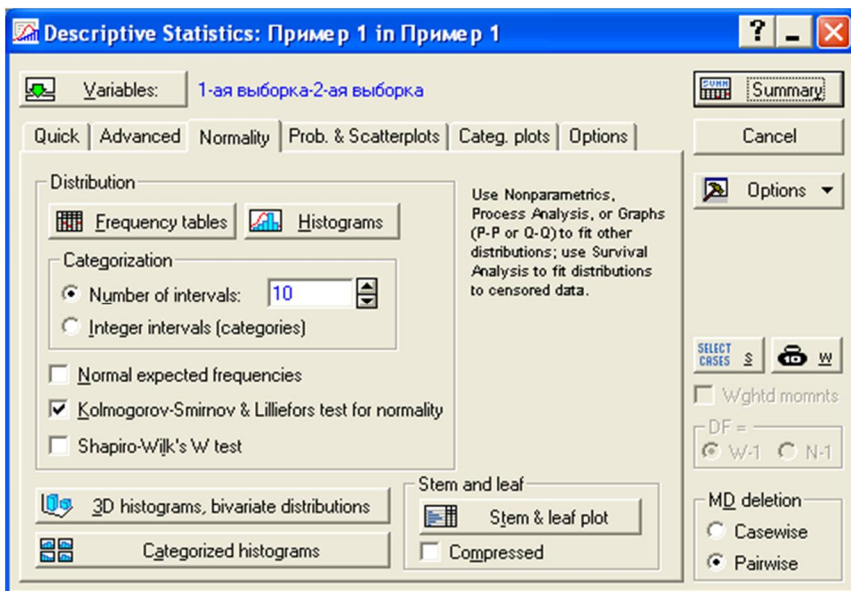 Descriptive Statistics: Пример 1 in Пример 1
?
Variables:
1-ая выборка-2-ая выборка
SUMM
Summary
Quick
Advanced
Normality
Prob. & Scatterplots
Categ. plots
Options
Cancel
Options
Distribution
Frequency tables
Histograms
Categorization
Number of intervals:
10
Integer intervals (categories)
Normal expected frequencies
Kolmogorov-Smirnov & Lilliefors test for normality
Shapiro-Wilk's W test
Use Nonparametrics,
Process Analysis, or Graphs
(P-P or Q-Q) to fit other
distributions; use Survival
Analysis to fit distributions
to censored data.
SELECT
CASES
S
W
Wghtd momnts
DF =
W-1
N-1
3D histograms, bivariate distributions
Categorized histograms
Stem and leaf
Stem & leaf plot
Compressed
MD deletion
Casewise
Pairwise